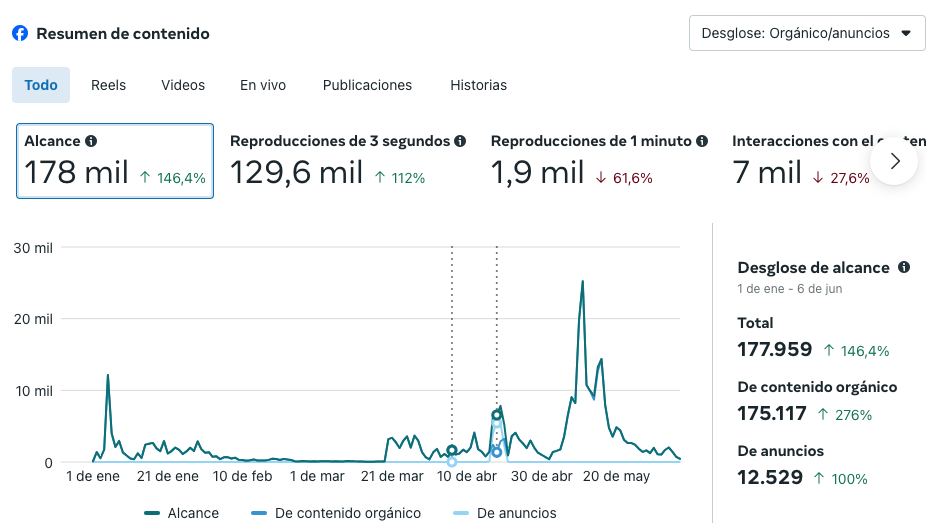 Resumen de contenido
Desglose: Orgánico/anuncios
Todo Reels Videos En vivo Publicaciones Historias
Alcance Reproducciones de 3 segundos Reproducciones de 1 minuto Interacciones con el
178 mil 146,4% 129,6 mil 112% 1,9 mil 61,6% 7 mil 27,6%
30 mil
20 mil
10 mil
0
1 de ene 21 de ene 10 de feb 1 de mar 21 de mar 10 de abr 30 de abr 20 de may
Alcance De contenido orgánico De anuncios
Desglose de alcance
1 de ene - 6 de jun
Total
177.959 146,4%
De contenido orgánico
175.117 276%
De anuncios
12.529 100%